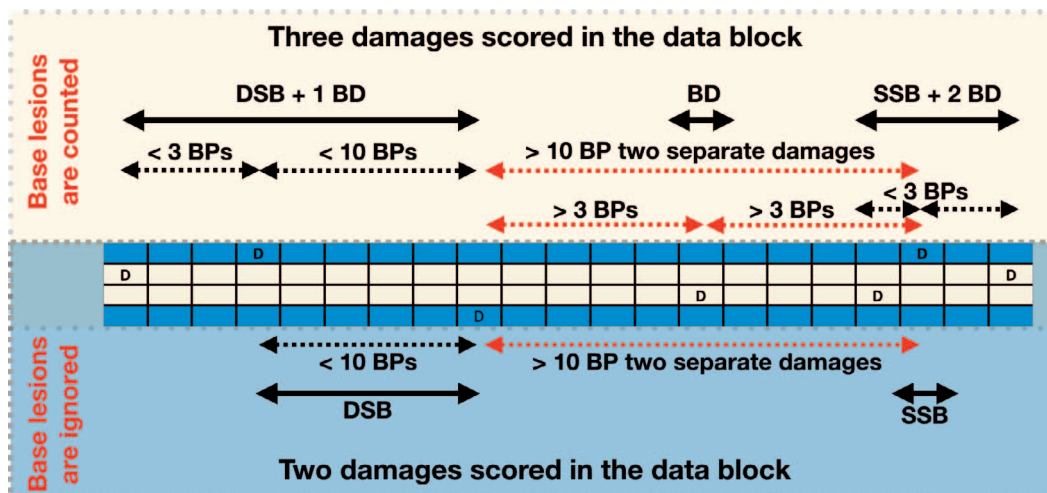 Three damages scored in the data block
Base lesions
are counted
DSB + 1 BD
BD
SSB + 2 BD
< 3 BPs
< 10 BPs
> 10 BP two separate damages
< 3 BPs
> 3 BPs
> 3 BPs
D
D
D
D
D
D
D
Base lesions
are ignored
< 10 BPs
> 10 BP two separate damages
DSB
SSB
Two damages scored in the data block